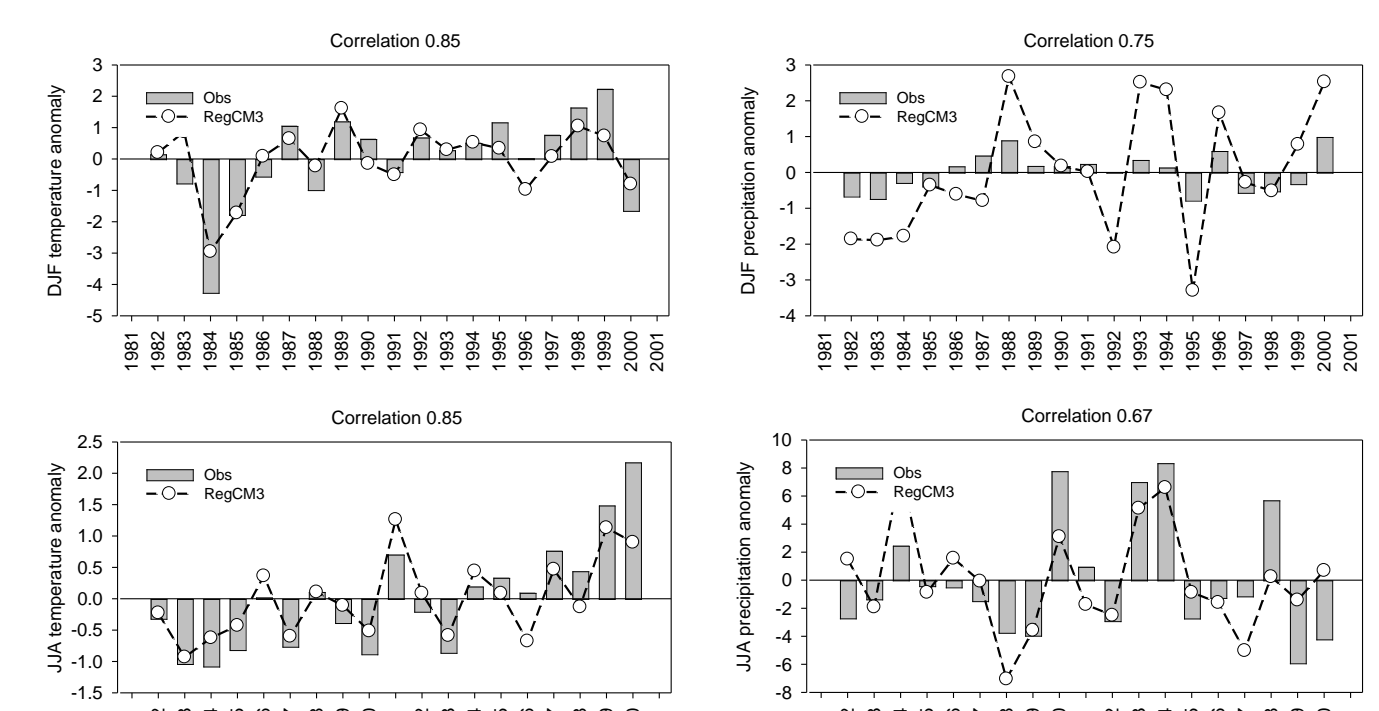 Correlation 0.85
3
2
1
0
-1
-2
-3
-4
-5
DJF temperature anomaly
Obs
RegCM3
1981 1982 1983 1984 1985 1986 1987 1988 1989 1990 1991 1992 1993 1994 1995 1996 1997 1998 1999 2000 2001
Correlation 0.75
3
2
1
0
-1
-2
-3
-4
DJF precpitation anomaly
Obs
RegCM3
1981 1982 1983 1984 1985 1986 1987 1988 1989 1990 1991 1992 1993 1994 1995 1996 1997 1998 1999 2000 2001
Correlation 0.85
2.5
2.0
1.5
1.0
0.5
0.0
-0.5
-1.0
-1.5
JJA temperature anomaly
Obs
RegCM3
Correlation 0.67
10
8
6
4
2
0
-2
-4
-6
-8
JJA precipitation anomaly
Obs
RegCM3